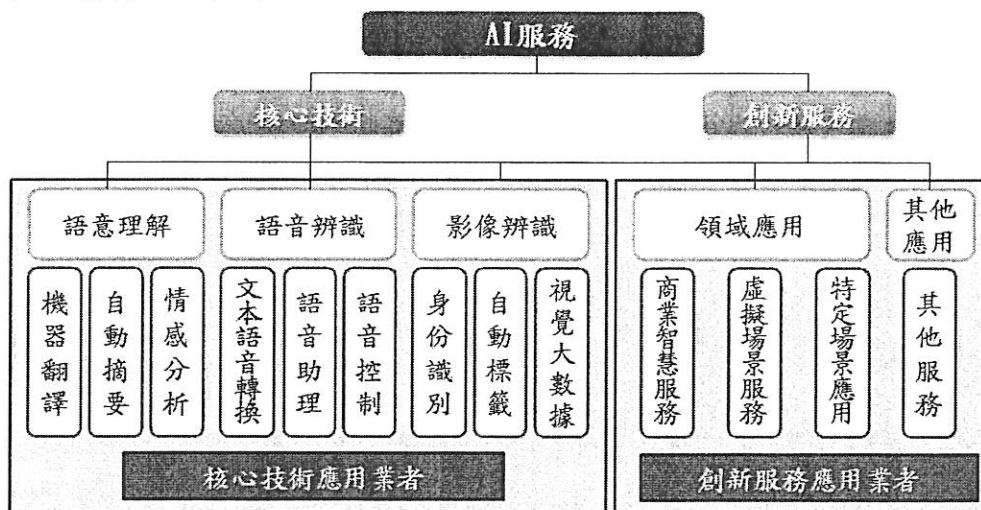 AI服務
核心技術
創新服務
語意理解
語音辨識
影像辨識
領域應用
其他
應用
機器翻譯
自動摘要
情感分析
文本語音轉換
語音助理
語音控制
身份識別
自動標籤
視覺大數據
商業智慧服務
虛擬場景服務
特定場景應用
其他服務
核心技術應用業者
創新服務應用業者